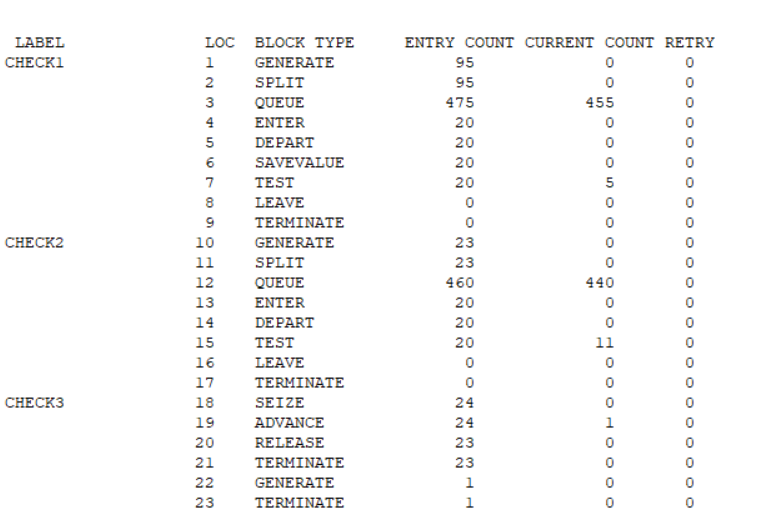 LABEL LOC BLOCK TYPE ENTRY COUNT CURRENT COUNT RETRY
CHECK1 1 GENERATE 95 0 0
2 SPLIT 95 0 0
3 QUEUE 475 455 0
4 ENTER 20 0 0
5 DEPART 20 0 0
6 SAVEVALUE 20 0 0
7 TEST 20 5 0
8 LEAVE 0 0 0
9 TERMINATE 0 0 0
CHECK2 10 GENERATE 23 0 0
11 SPLIT 23 0 0
12 QUEUE 460 440 0
13 ENTER 20 0 0
14 DEPART 20 0 0
15 TEST 20 11 0
16 LEAVE 0 0 0
17 TERMINATE 0 0 0
CHECK3 18 SEIZE 24 0 0
19 ADVANCE 24 1 0
20 RELEASE 23 0 0
21 TERMINATE 23 0 0
22 GENERATE 1 0 0
23 TERMINATE 1 0 0